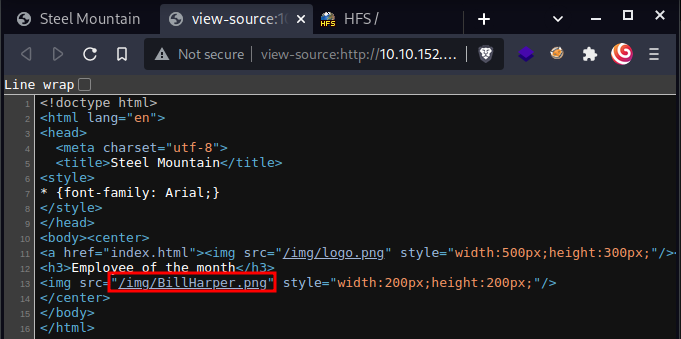 Steel Mountain
view-source:10
HFS /
Not secure
view-source:http://10.10.152....
Line wrap
1 <!doctype html>
2 <html lang="en">
3 <head>
4 <meta charset="utf-8">
5 <title>Steel Mountain</title>
6 <style>
7 * {font-family: Arial;}
8 </style>
9 </head>
10 <body><center>
11 <a href="index.html"><img src="/img/logo.png" style="width:500px;height:300px;"/><
12 <h3>Employee of the month</h3>
13 <img src="/img/BillHarper.png" style="width:200px;height:200px;"/>
14 </center>
15 </body>
16 </html>